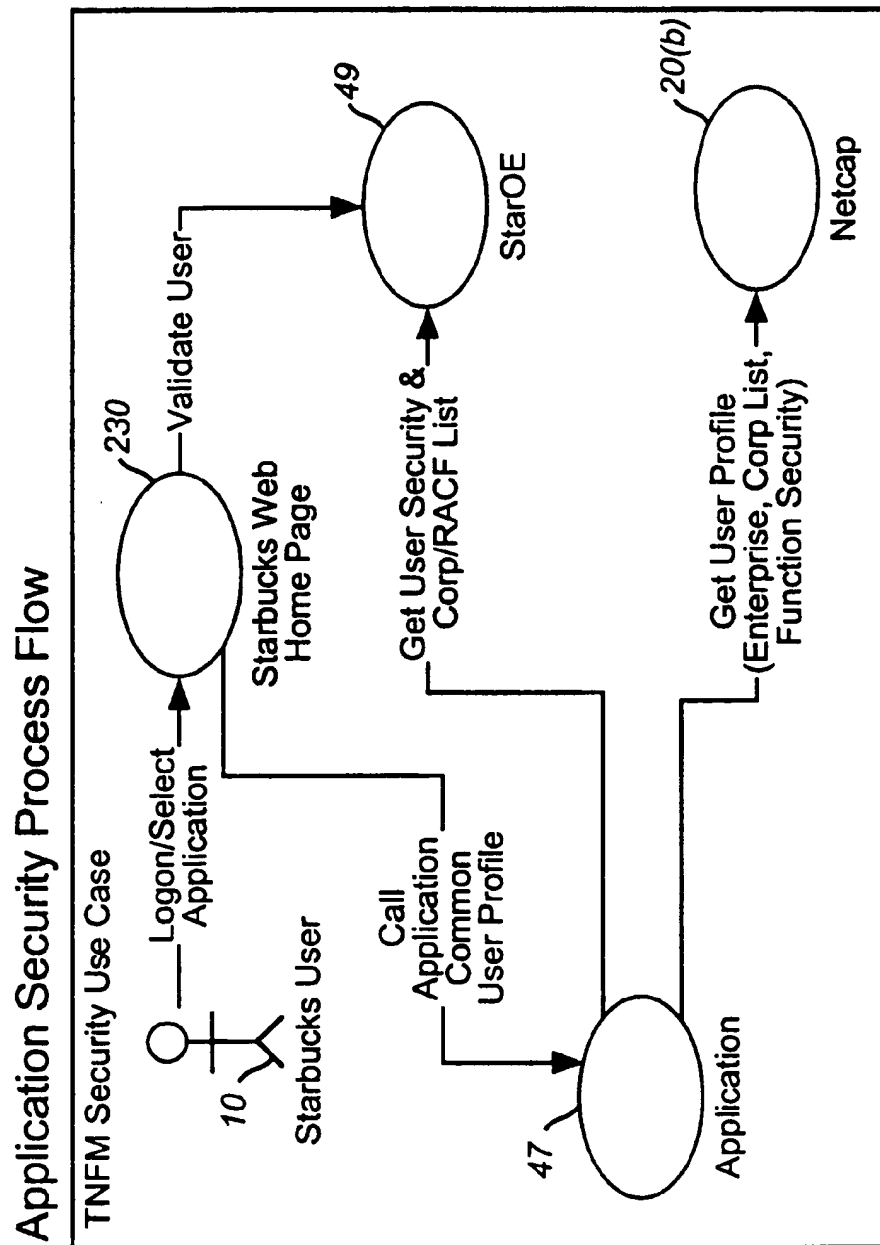 Application Security Process Flow
TNFM Security Use Case
Logon/Select
Application
10
Starbucks User
230
Starbucks Web
Home Page
Validate User
49
StarOE
Call
Application
Common
User Profile
Get User Security &
Corp/RACF List
47
Application
Get User Profile
(Enterprise, Corp List,
Function Security)
20(b)
Netcap